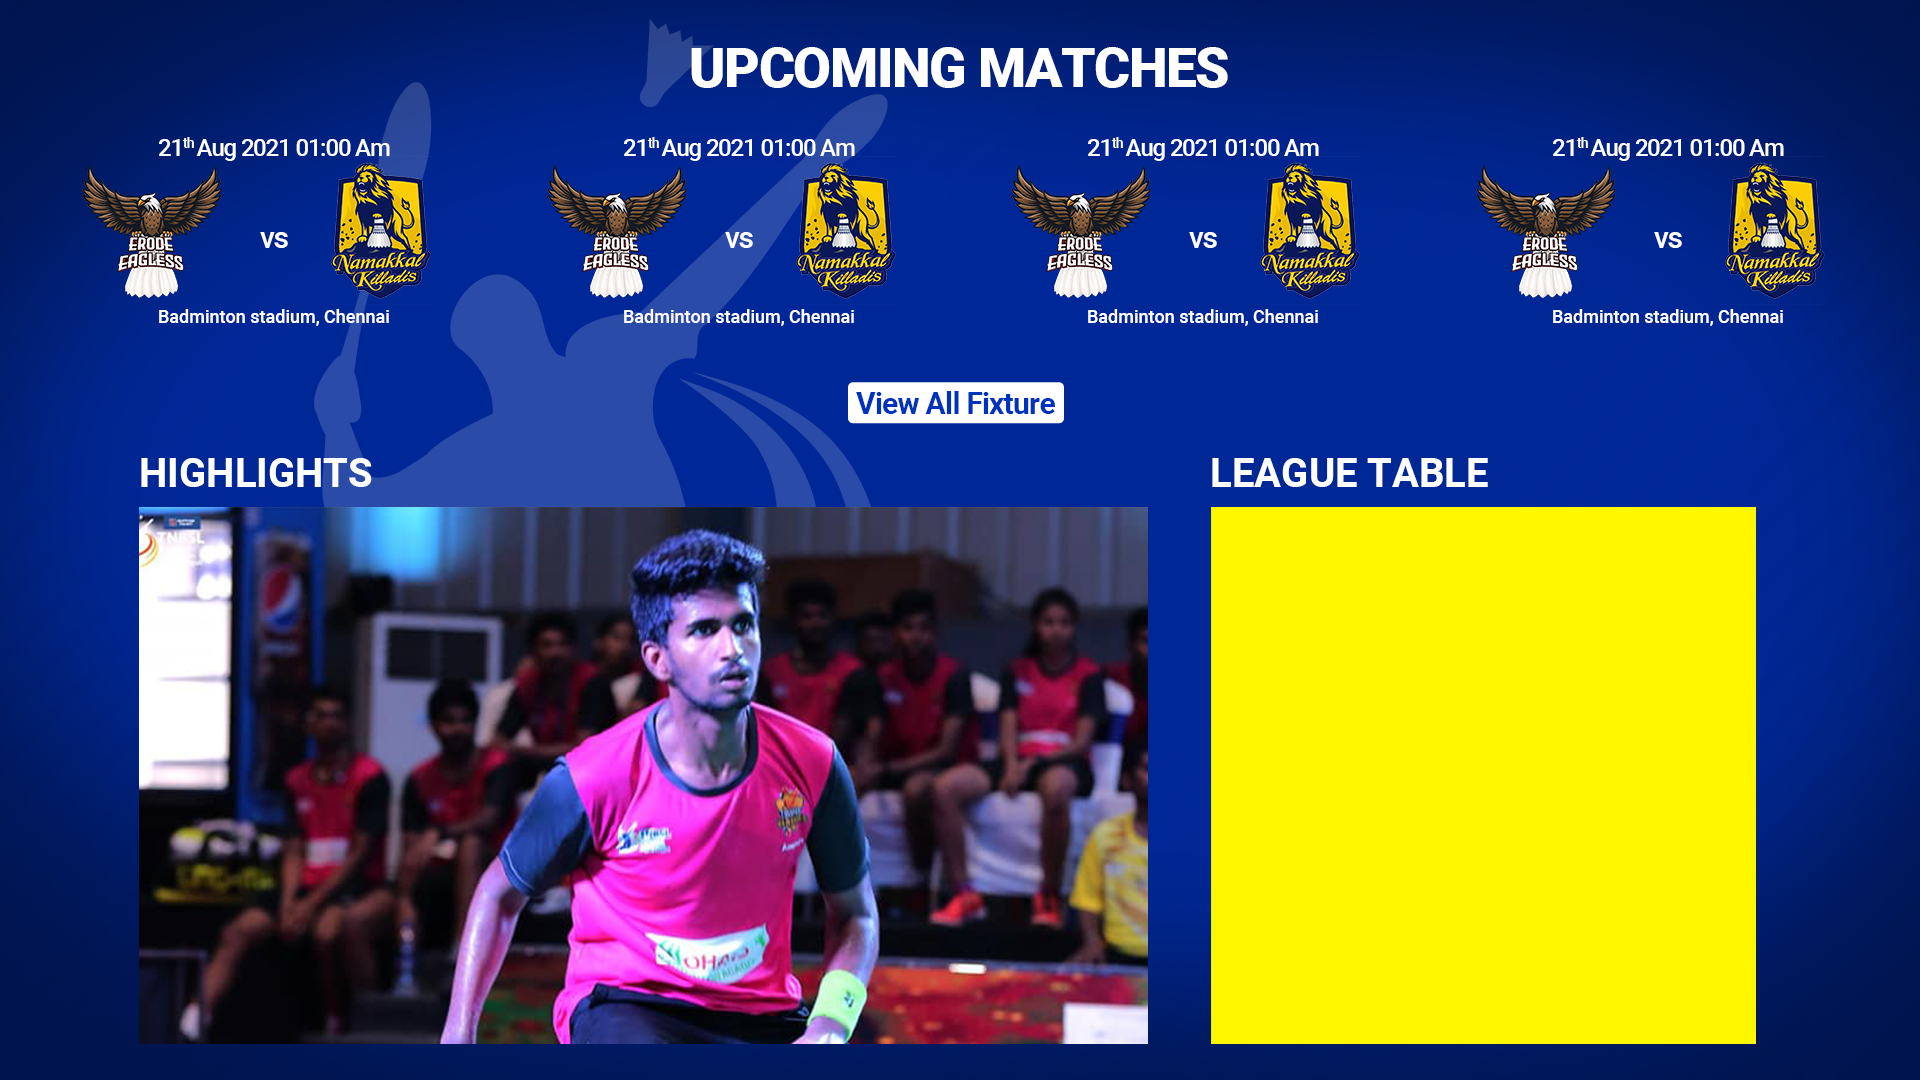 UPCOMING MATCHES
21th Aug 2021 01:00 Am
21th Aug 2021 01:00 Am
21th Aug 2021 01:00 Am
21th Aug 2021 01:00 Am
ERODE
EAGLESS
vs
Namakkal
Killadis
ERODE
EAGLESS
vs
Namakkal
Killadis
ERODE
EAGLESS
vs
Namakkal
Killadis
ERODE
EAGLESS
vs
Namakkal
Killadis
Badminton stadium, Chennai
Badminton stadium, Chennai
Badminton stadium, Chennai
Badminton stadium, Chennai
View All Fixture
HIGHLIGHTS
LEAGUE TABLE
TNBSL